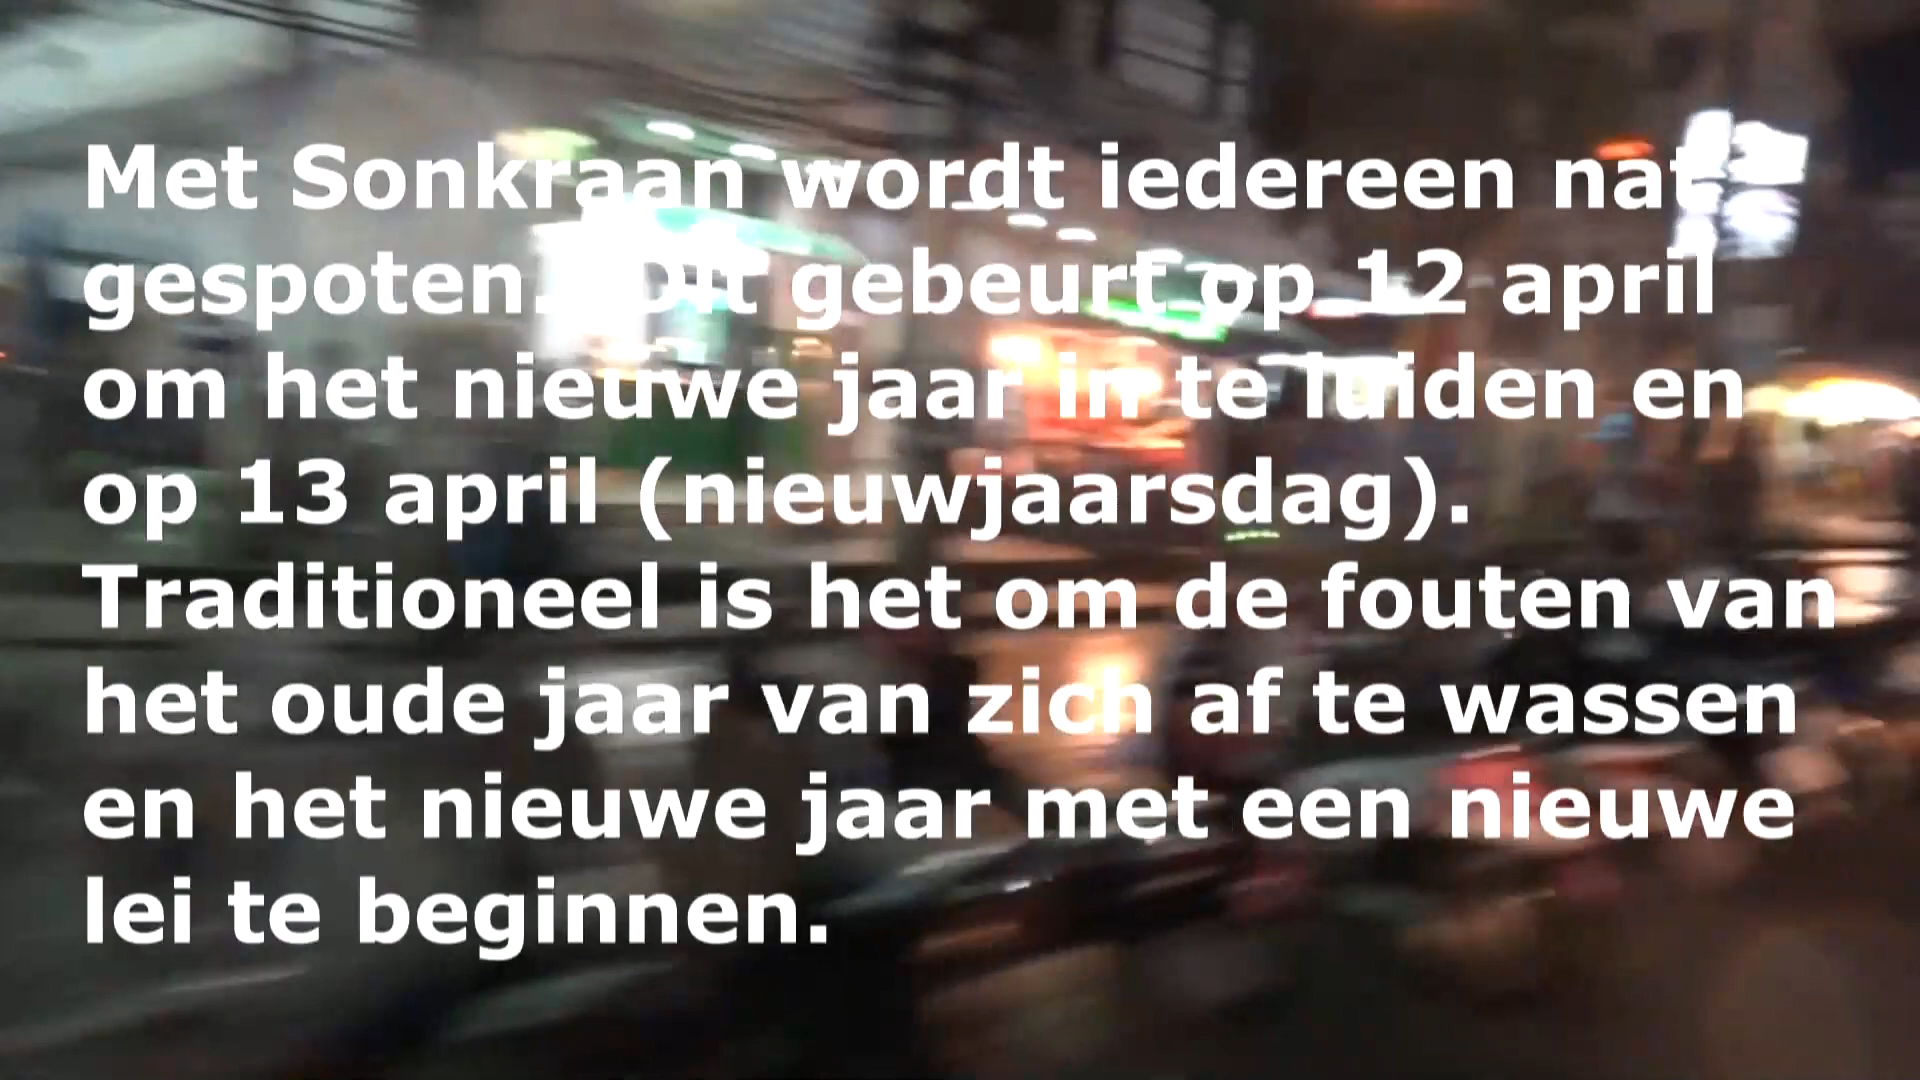 Met Sonkraan wordt iedereen nat
gespoten. Dit gebeurt op 12 april
om het nieuwe jaar in te luiden en
op 13 april (nieuwjaarsdag).
Traditioneel is het om de fouten van
het oude jaar van zich af te wassen
en het nieuwe jaar met een nieuwe
lei te beginnen.